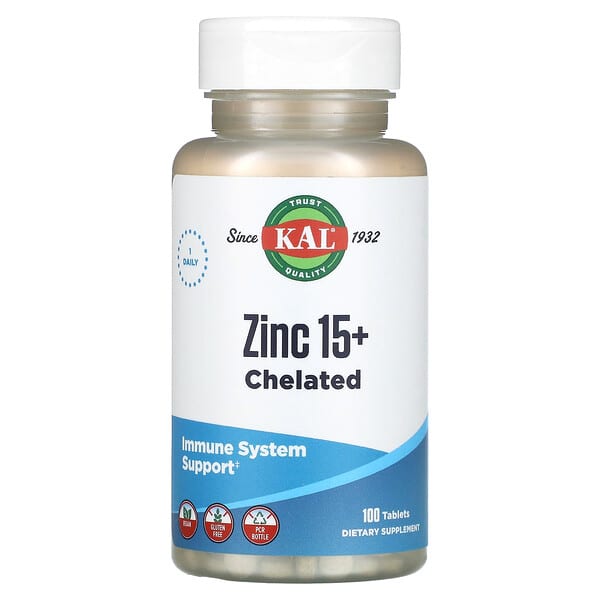 TRUST
Since KAL® 1932
QUALITY
1
DAILY
Zinc 15+
Chelated
Immune System
Support‡
VEGAN
GLUTEN
FREE
PCR
BOTTLE
100 Tablets
DIETARY SUPPLEMENT